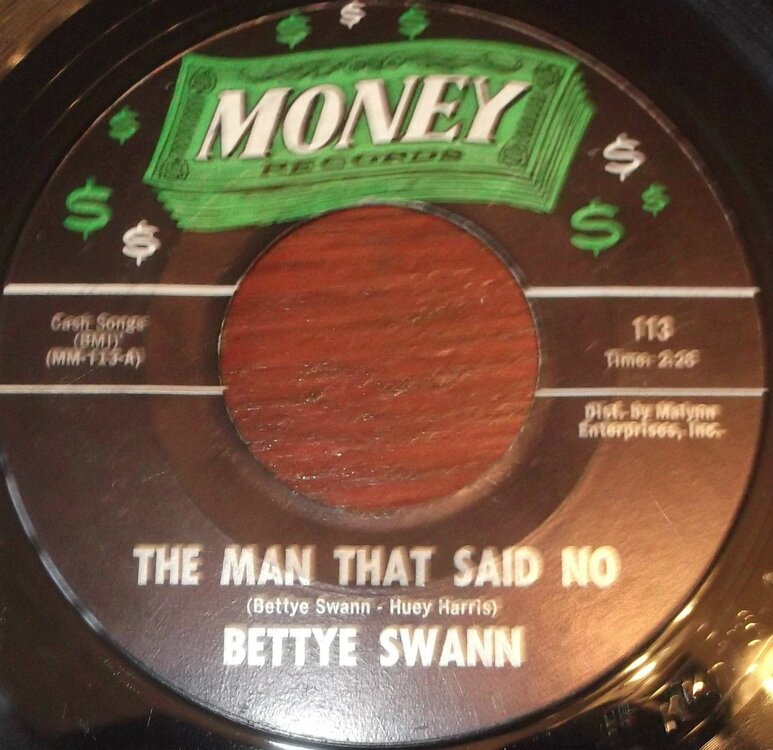 MONEY
RECORDS
Cash Songs
(BMI)
(MM-113-A)
113
Time: 2:28
Dist. by Malynn
Enterprises, Inc.
THE MAN THAT SAID NO
(Bettye Swann - Huey Harris)
BETTYE SWANN